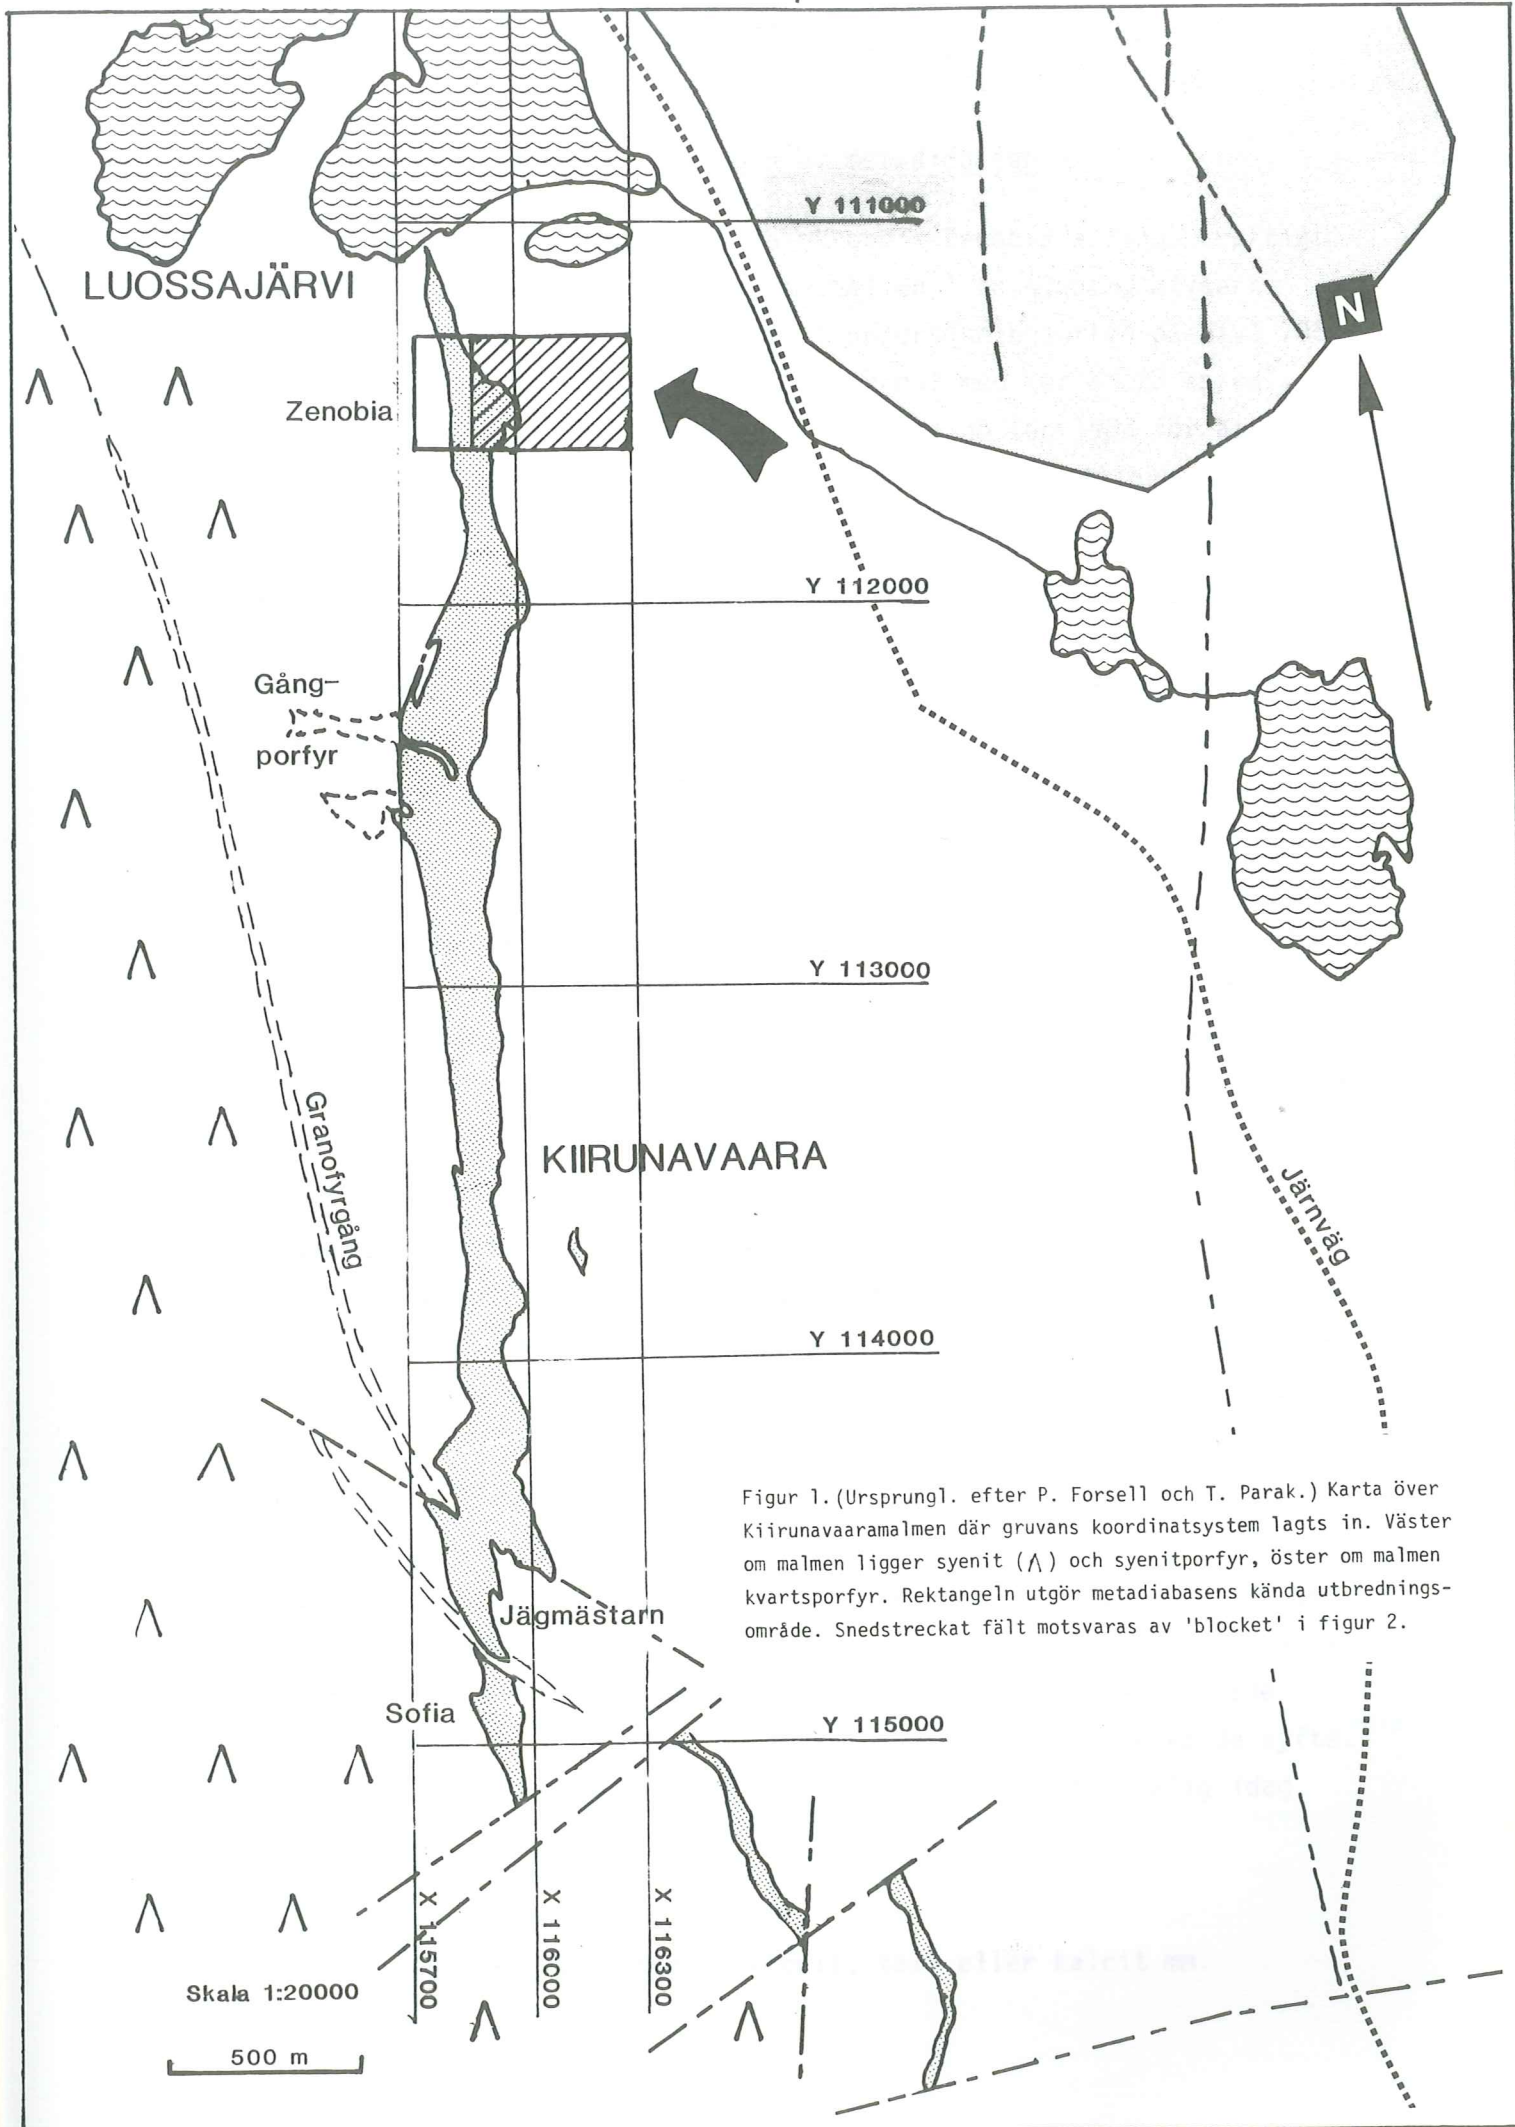 Y 111000
LUOSSAJÄRVI
N
Zenobia
Y 112000
Gång-
porfyr
Y 113000
Granofyrgång
KIIRUNAVAARA
Järnväg
Y 114000
Figur 1. (Ursprungl. efter P. Forsell och T. Parak.) Karta över
Kiirunavaaramalmen där gruvans koordinatsystem lagts in. Väster
om malmen ligger syenit (Λ) och syenitporfyr, öster om malmen
kvartsporfyr. Rektangeln utgör metadiabasens kända utbrednings-
område. Snedstreckat fält motsvaras av 'blocket' i figur 2.
Jägmästarn
Sofia
Y 115000
X 115700
X 116000
X 116300
Skala 1:20000
500 m